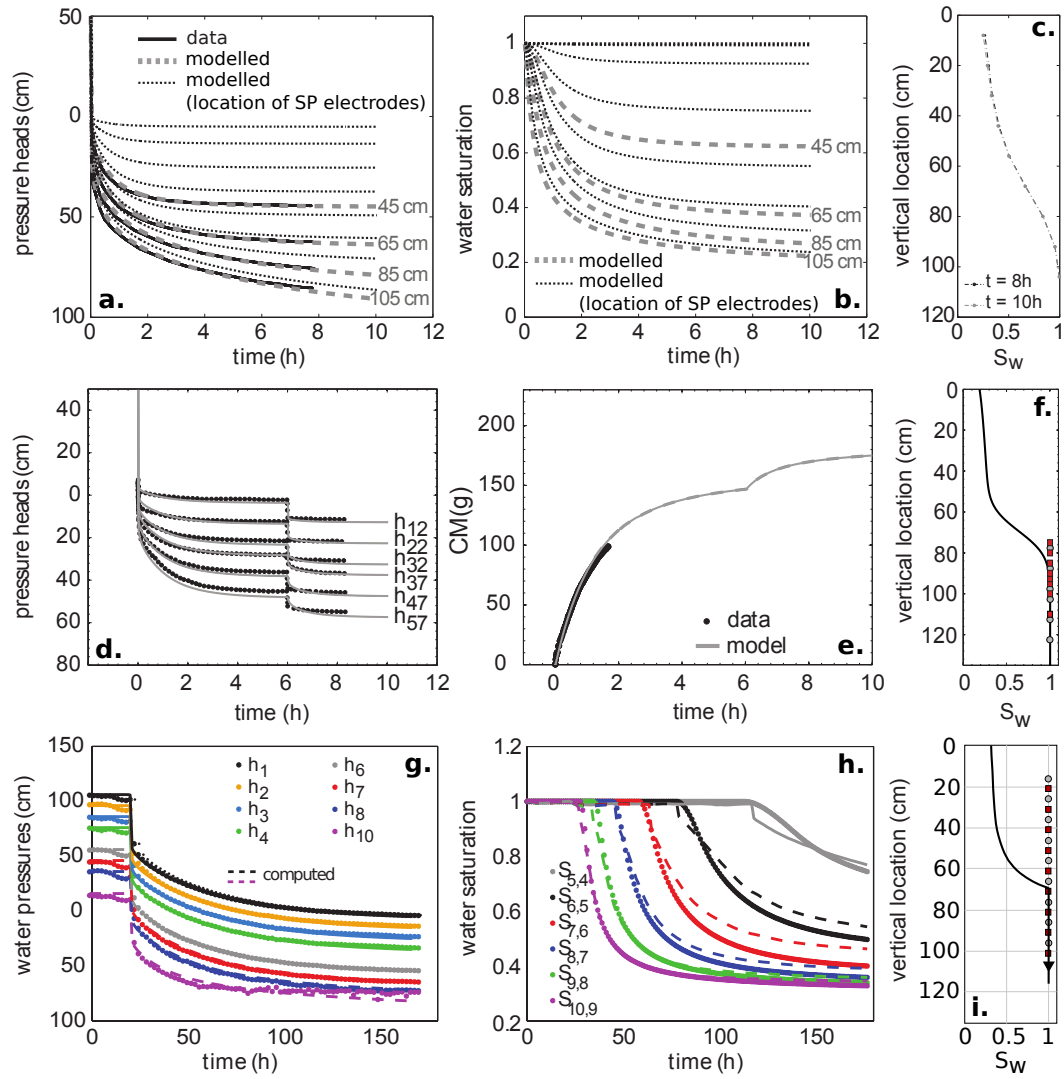 a.
pressure heads (cm)
50
0
50
100
data
modelled
modelled
(location of SP electrodes)
45 cm
65 cm
85 cm
105 cm
0 2 4 6 8 10 12
time (h)
b.
water saturation
1
0.8
0.6
0.4
0.2
0
45 cm
65 cm
85 cm
105 cm
modelled
modelled
(location of SP electrodes)
0 2 4 6 8 10 12
time (h)
c.
vertical location (cm)
0
20
40
60
80
100
120
t = 8h
t = 10h
0 0.5 1
Sw
d.
pressure heads (cm)
40
20
0
20
40
60
80
h12
h22
h32
h37
h47
h57
-2 0 2 4 6 8 10 12
time (h)
e.
CM(g)
200
150
100
50
0
data
model
0 2 4 6 8 10
time (h)
f.
vertical location (cm)
0
20
40
60
80
100
120
0 0.5 1
Sw
g.
water pressures (cm)
150
100
50
0
50
100
h1
h2
h3
h4
h6
h7
h8
h10
computed
0 50 100 150
time (h)
h.
water saturation
1.2
1
0.8
0.6
0.4
0.2
S5,4
S6,5
S7,6
S8,7
S9,8
S10,9
0 50 100 150
time (h)
i.
vertical location (cm)
0
20
40
60
80
100
120
0 0.5 1
Sw